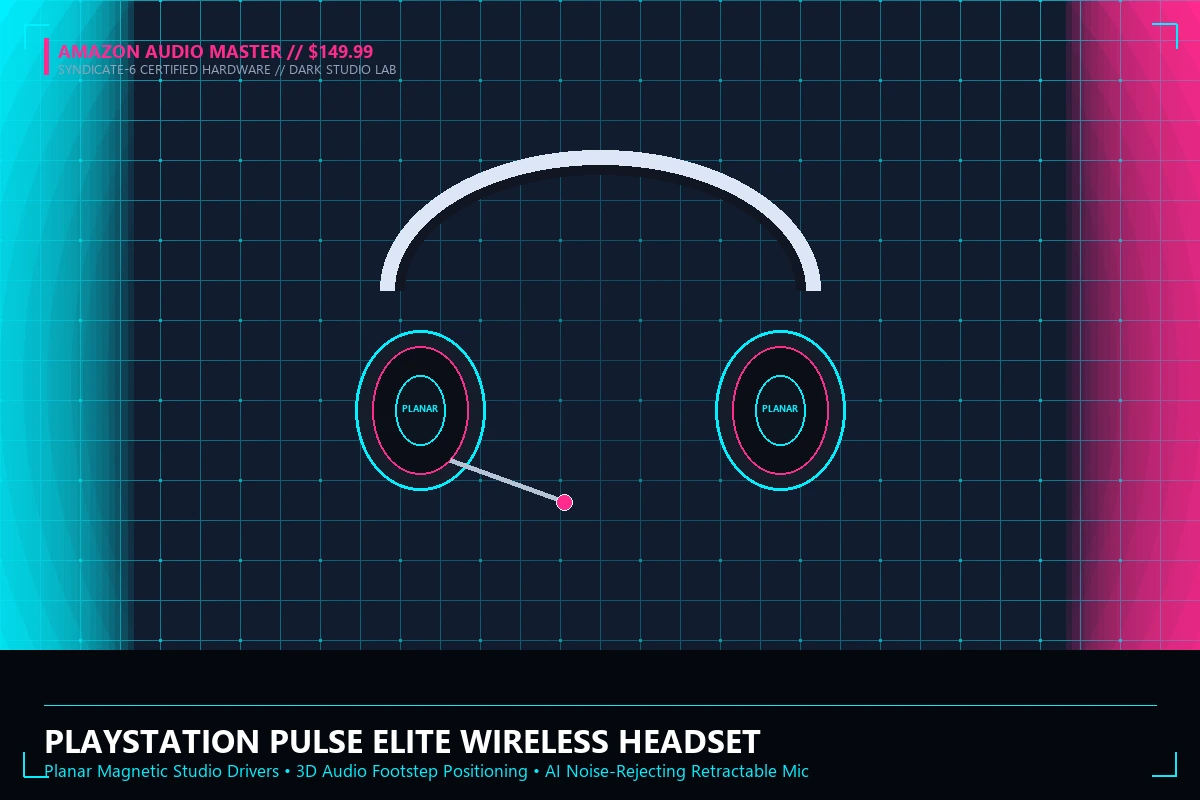 AMAZON AUDIO MASTER // $149.99
SYNDICATE-6 CERTIFIED HARDWARE // DARK STUDIO LAB
PLANAR
PLANAR
PLAYSTATION PULSE ELITE WIRELESS HEADSET
Planar Magnetic Studio Drivers • 3D Audio Footstep Positioning • AI Noise-Rejecting Retractable Mic